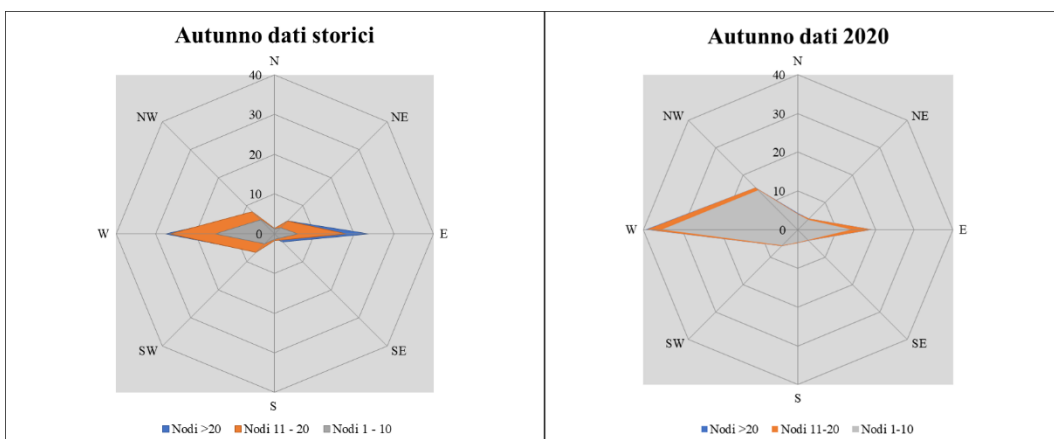 Autunno dati storici
N
40
NW
NE
30
20
10
W
0
E
SW
SE
S
Nodi >20 Nodi 11 - 20 Nodi 1 - 10
Autunno dati 2020
N
40
NW
NE
30
20
10
W
0
E
SW
SE
S
Nodi >20 Nodi 11-20 Nodi 1-10